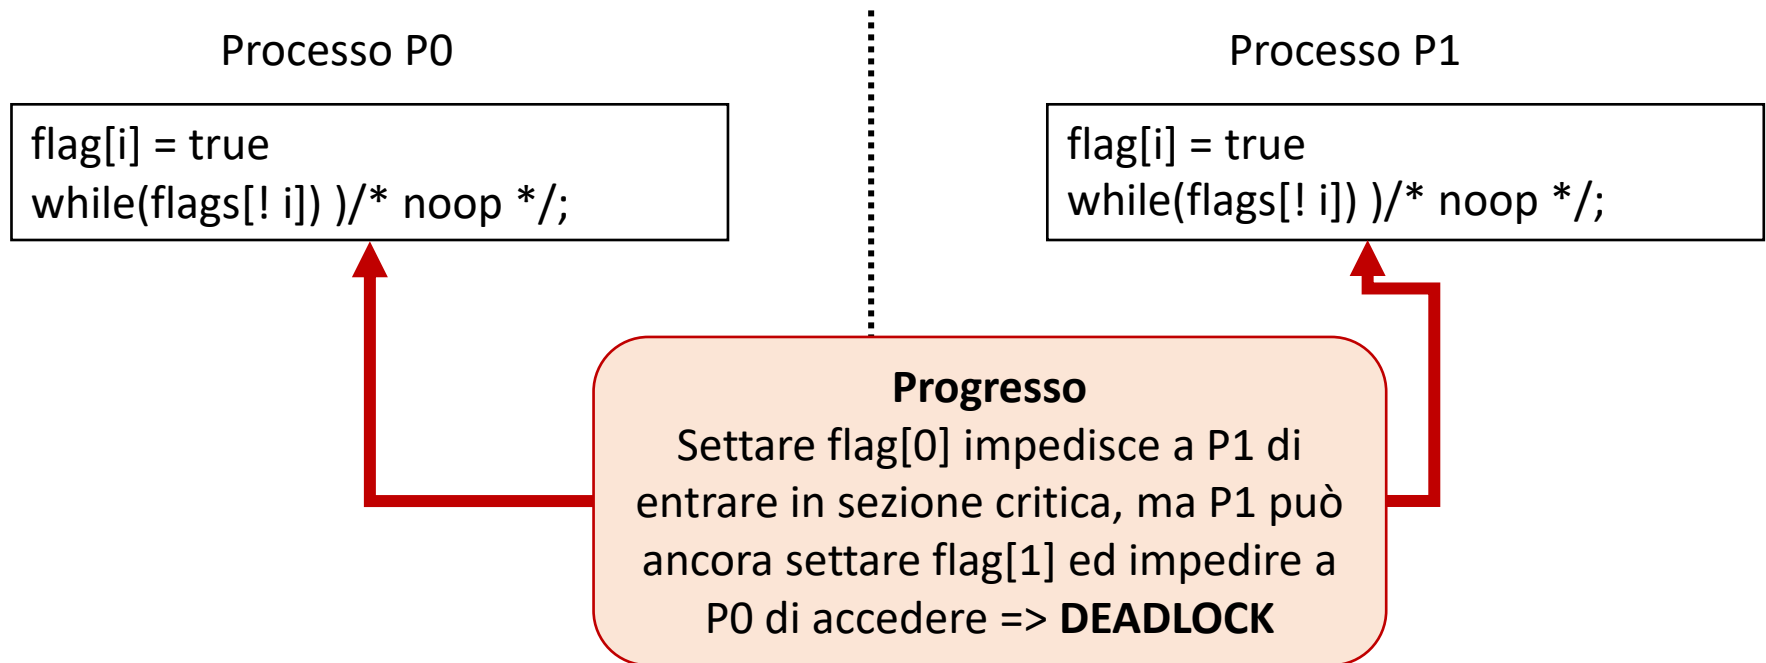 Processo P0
flag[i] = true
while(flags[! i]) )/* noop */;
Processo P1
flag[i] = true
while(flags[! i]) )/* noop */;
Progresso
Settare flag[0] impedisce a P1 di
entrare in sezione critica, ma P1 può
ancora settare flag[1] ed impedire a
P0 di accedere => DEADLOCK